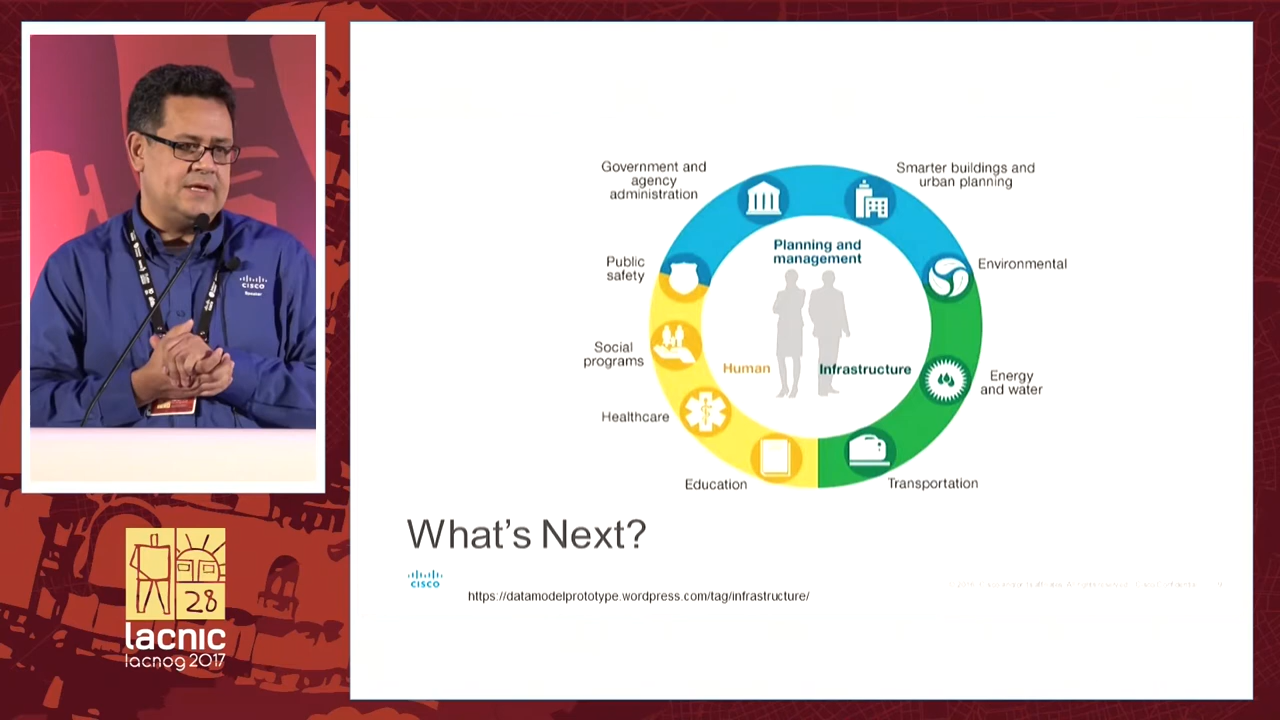 CISCO
Speaker
28
lacnic
lacnog 2017
Government and
agency
administration
Smarter buildings and
urban planning
Planning and
management
Public
safety
Environmental
Social
programs
Human
Infrastructure
Energy
and water
Healthcare
Education
Transportation
What's Next?
CISCO
https://datamodelprototype.wordpress.com/tag/infrastructure/